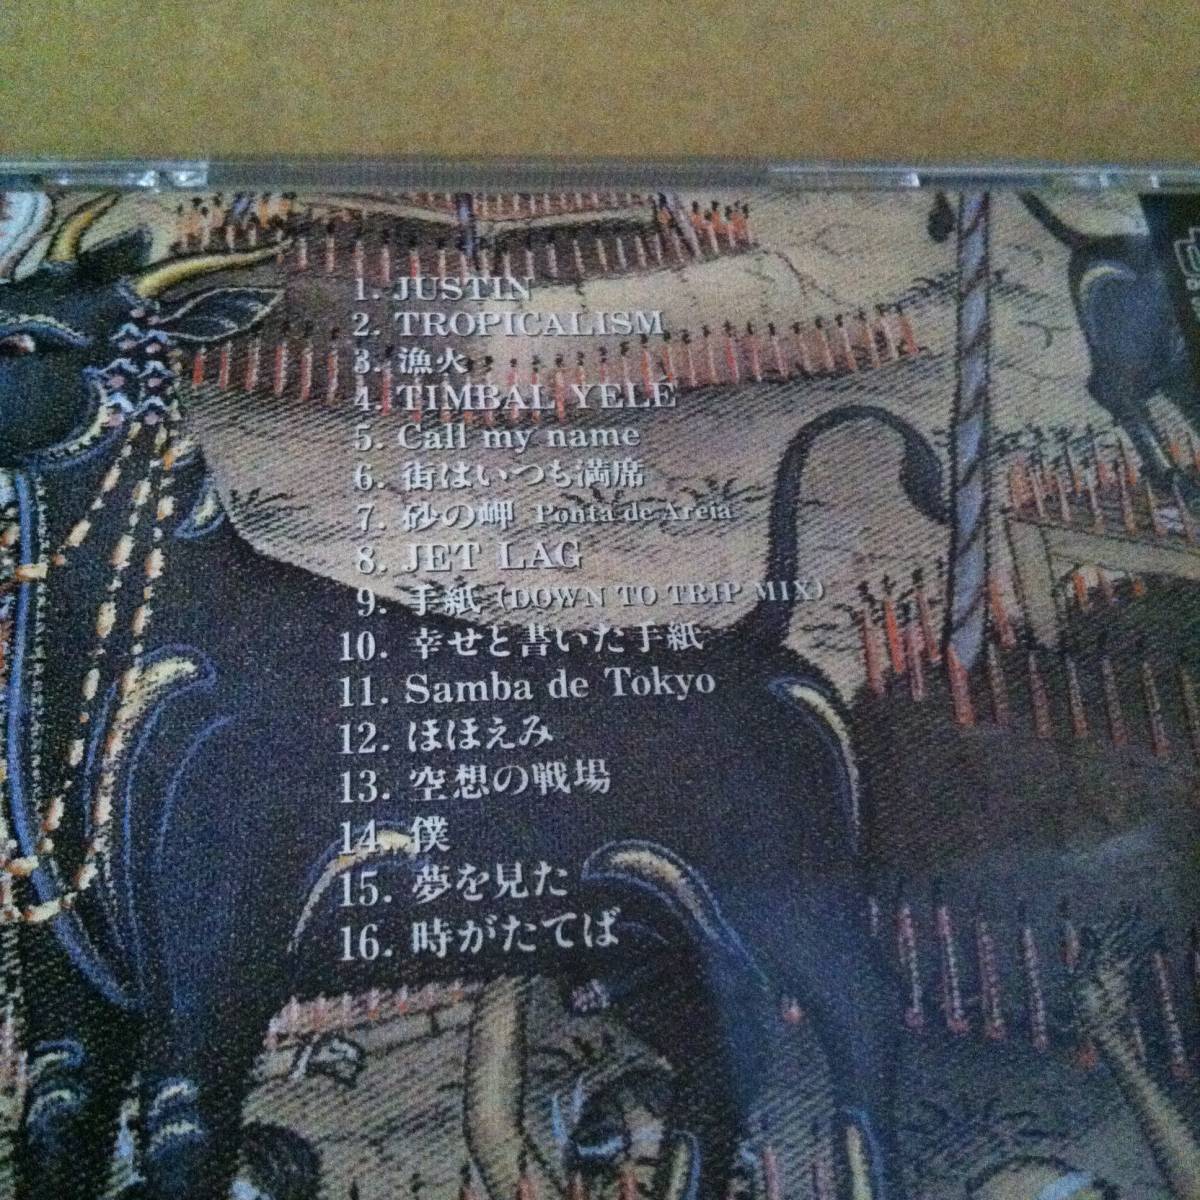 1. JUSTIN
2. TROPICALISM
3. 漁火
4. TIMBAL YELÉ
5. Call my name
6. 街はいつも満席
7. 砂の岬 Ponta de Areia
8. JET LAG
9. 手紙 (DOWN TO TRIP MIX)
10. 幸せと書いた手紙
11. Samba de Tokyo
12. ほほえみ
13. 空想の戦場
14. 僕
15. 夢を見た
16. 時がたてば